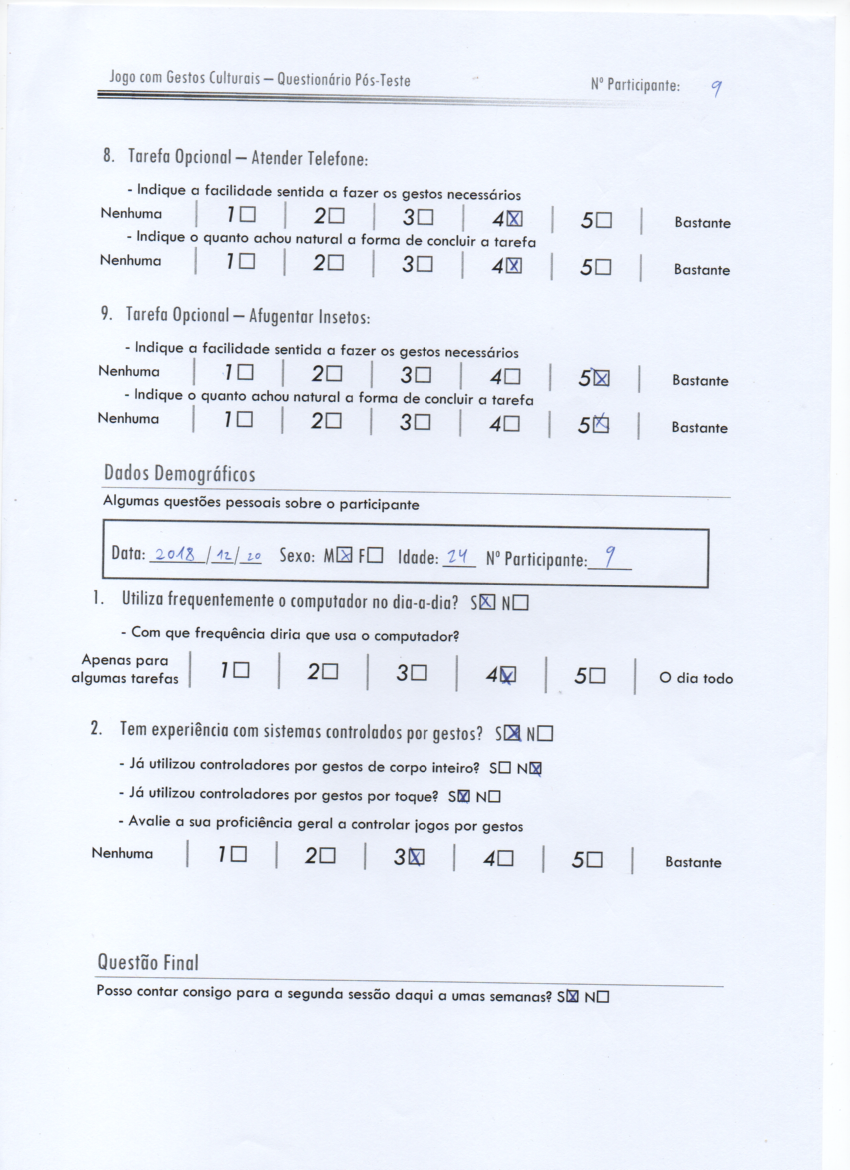 Jogo com Gestos Culturais – Questionário Pós-Teste Nº Participante: 9
8. Tarefa Opcional – Atender Telefone:
- Indique a facilidade sentida a fazer os gestos necessários
Nenhuma | 1☐ | 2☐ | 3☐ | 4☒ | 5☐ | Bastante
- Indique o quanto achou natural a forma de concluir a tarefa
Nenhuma | 1☐ | 2☐ | 3☐ | 4☒ | 5☐ | Bastante
9. Tarefa Opcional – Afugentar Insetos:
- Indique a facilidade sentida a fazer os gestos necessários
Nenhuma | 1☐ | 2☐ | 3☐ | 4☐ | 5☒ | Bastante
- Indique o quanto achou natural a forma de concluir a tarefa
Nenhuma | 1☐ | 2☐ | 3☐ | 4☐ | 5☒ | Bastante
Dados Demográficos
Algumas questões pessoais sobre o participante
Data: 2018/12/20 Sexo: M☒ F☐ Idade: 24 Nº Participante: 9
1. Utiliza frequentemente o computador no dia-a-dia? S☒ N☐
- Com que frequência diria que usa o computador?
Apenas para algumas tarefas | 1☐ | 2☐ | 3☐ | 4☒ | 5☐ | O dia todo
2. Tem experiência com sistemas controlados por gestos? S☒ N☐
- Já utilizou controladores por gestos de corpo inteiro? S☐ N☒
- Já utilizou controladores por gestos por toque? S☒ N☐
- Avalie a sua proficiência geral a controlar jogos por gestos
Nenhuma | 1☐ | 2☐ | 3☒ | 4☐ | 5☐ | Bastante
Questão Final
Posso contar consigo para a segunda sessão daqui a umas semanas? S☒ N☐